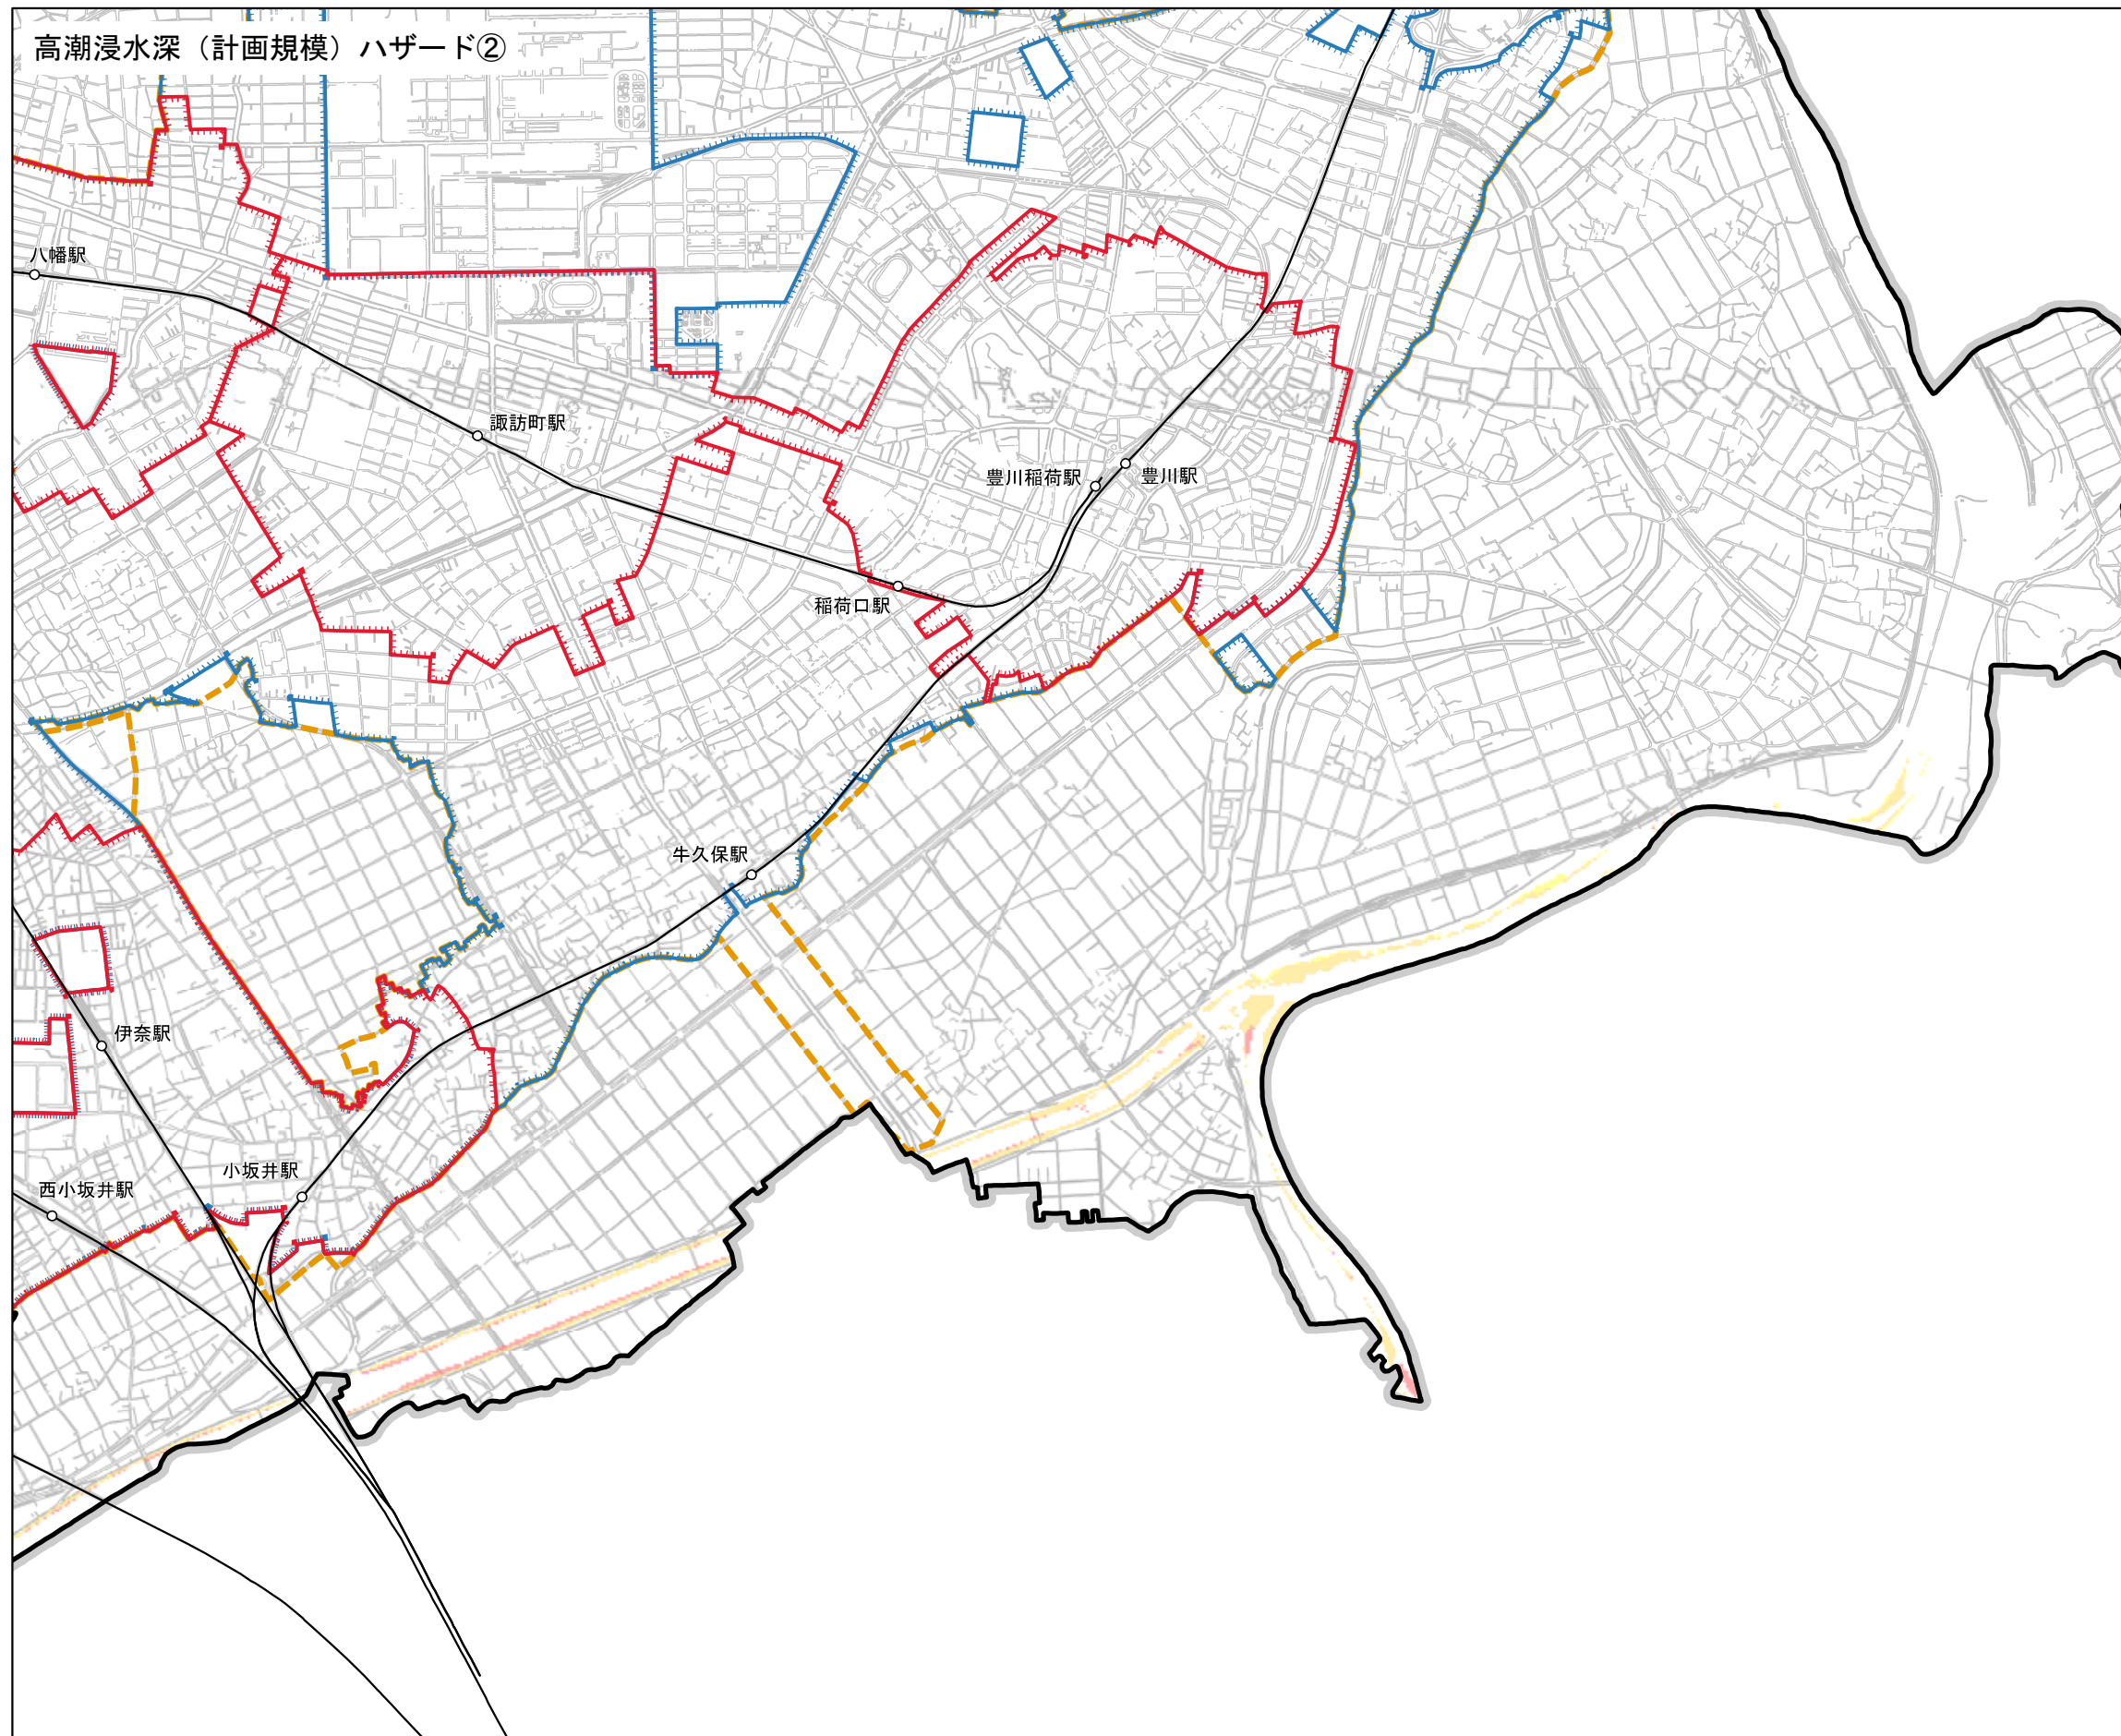 高潮浸水深（計画規模）ハザード②
八幡駅
諏訪町駅
豊川稲荷駅
豊川駅
稲荷口駅
牛久保駅
伊奈駅
小坂井駅
西小坂井駅